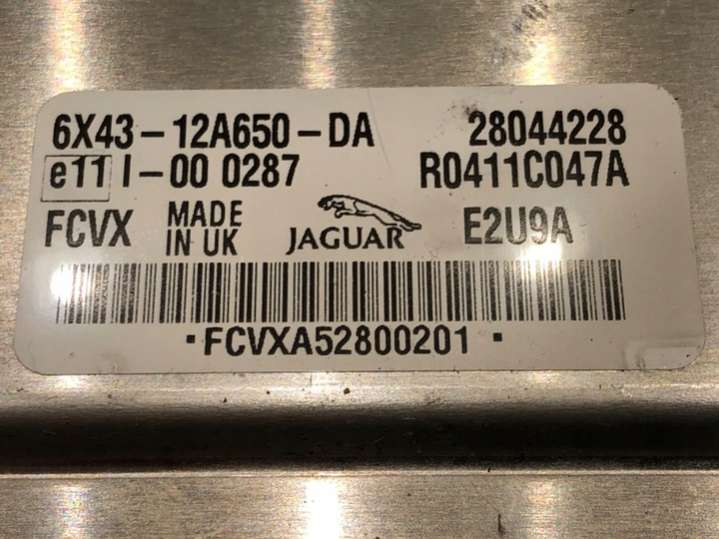 6X43-12A650-DA 28044228
e11 I-00 0287 R0411C047A
FCVX MADE IN UK JAGUAR E2U9A
·FCVXA52800201·